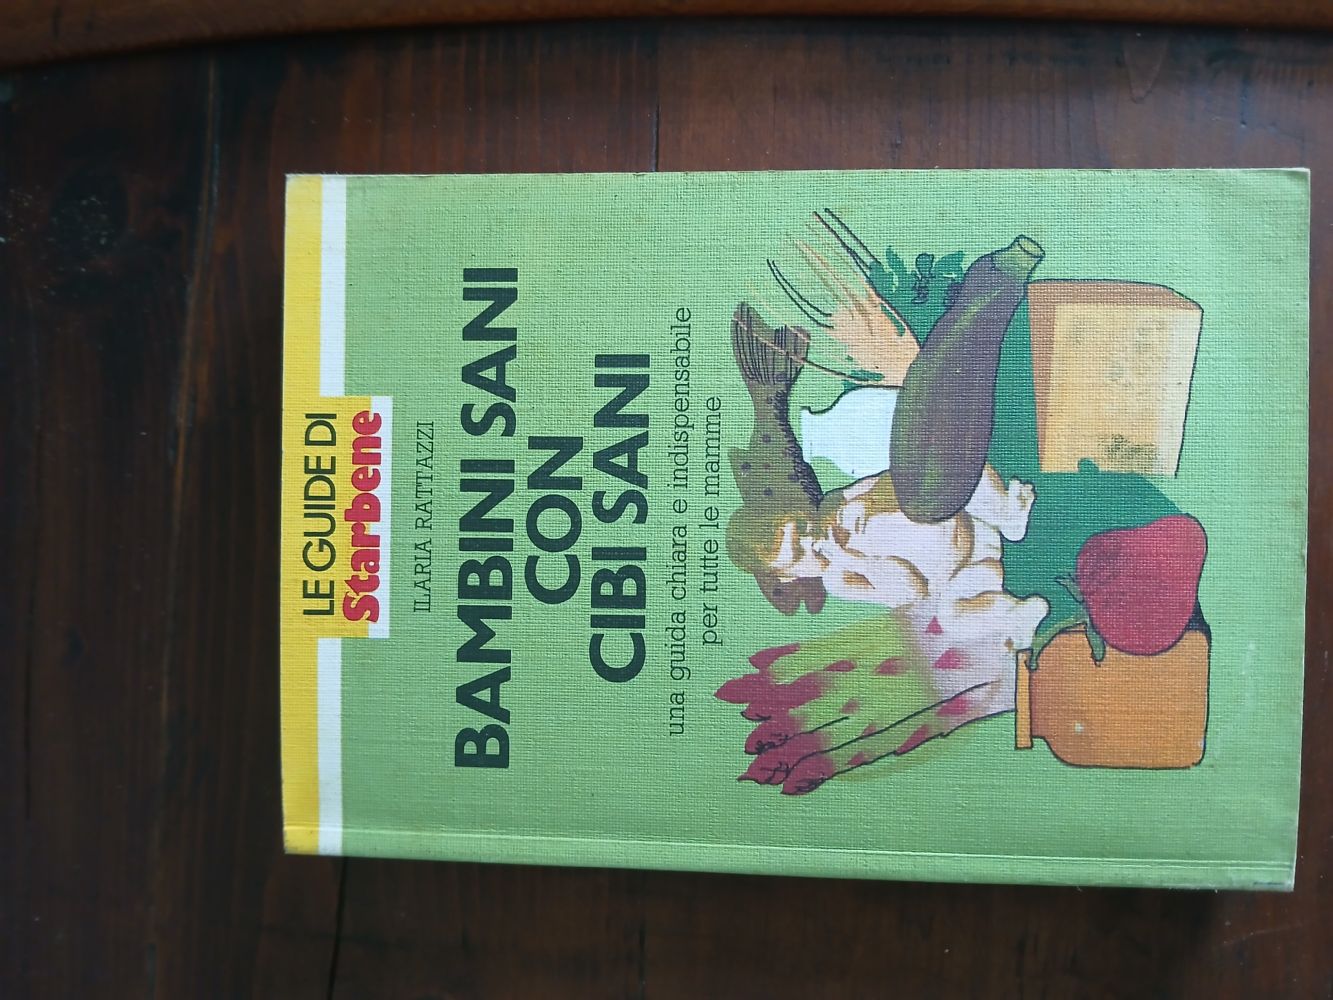 LE GUIDE DI
Starbene
ILARIA RATTAZZI
BAMBINI SANI
CON
CIBI SANI
una guida chiara e indispensabile
per tutte le mamme